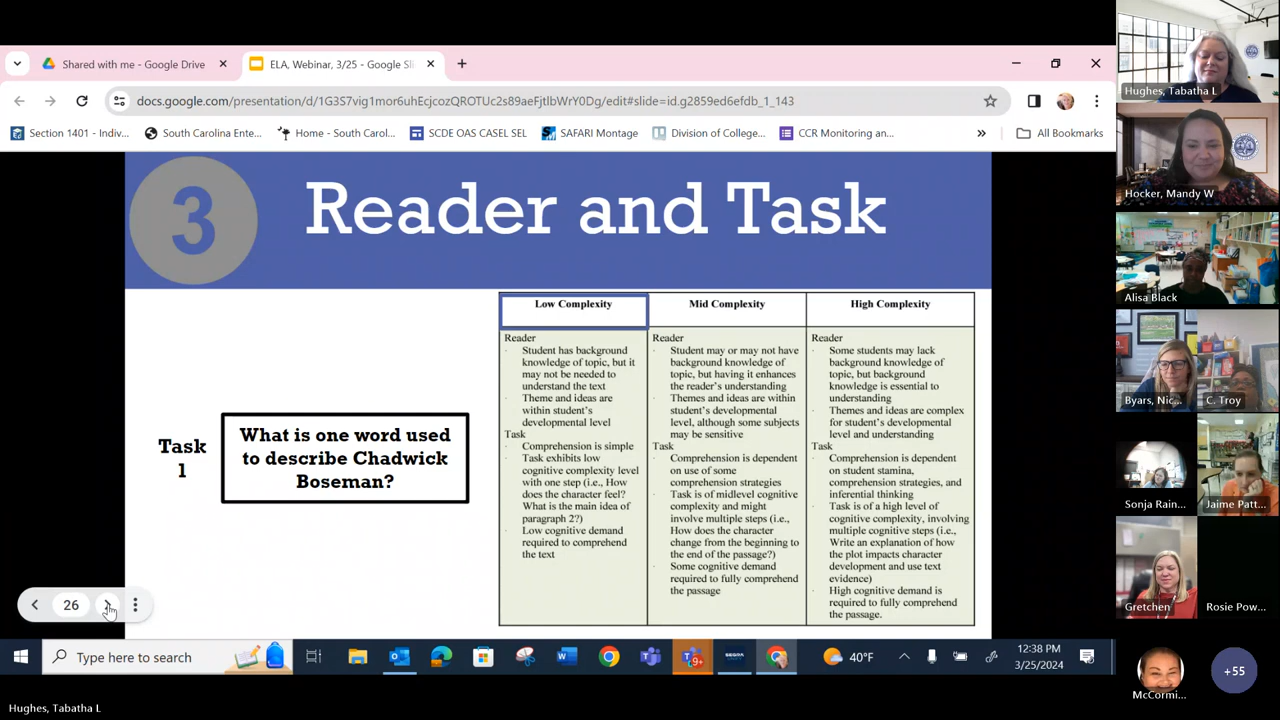 Shared with me - Google Drive
ELA, Webinar, 3/25 - Google Sli
docs.google.com/presentation/d/1G3S7vig1mor6uhEcjcozQROTUc2s89aeFjtlbWrY0Dg/edit#slide=id.g2859ed6efdb_1_143
Section 1401 - Indiv...
South Carolina Ente...
Home - South Carol...
SCDE OAS CASEL SEL
SAFARI Montage
Division of College...
CCR Monitoring an...
All Bookmarks
3
Reader and Task
Task
1
What is one word used
to describe Chadwick
Boseman?
Low Complexity
Reader
· Student has background
knowledge of topic, but it
may not be needed to
understand the text
· Theme and ideas are
within student's
developmental level
Task
· Comprehension is simple
· Task exhibits low
cognitive complexity level
with one step (i.e., How
does the character feel?
What is the main idea of
paragraph 2?)
· Low cognitive demand
required to comprehend
the text
Mid Complexity
Reader
· Student may or may not have
background knowledge of
topic, but having it enhances
the reader's understanding
· Themes and ideas are within
student's developmental
level, although some subjects
may be sensitive
Task
· Comprehension is dependent
on use of some
comprehension strategies
· Task is of midlevel cognitive
complexity and might
involve multiple steps (i.e.,
How does the character
change from the beginning to
the end of the passage?)
· Some cognitive demand
required to fully comprehend
the passage
High Complexity
Reader
· Some students may lack
background knowledge of
topic, but background
knowledge is essential to
understanding
· Themes and ideas are complex
for student's developmental
level and understanding
Task
· Comprehension is dependent
on student stamina,
comprehension strategies, and
inferential thinking
· Task is of a high level of
cognitive complexity, involving
multiple cognitive steps (i.e.,
Write an explanation of how
the plot impacts character
development and use text
evidence)
· High cognitive demand is
required to fully comprehend
the passage.
26
Type here to search
9+
40°F
12:38 PM
3/25/2024
Hughes, Tabatha L
Hocker, Mandy W
Alisa Black
Byars, Nic...
C. Troy
Sonja Rain...
Jaime Patt...
Gretchen
Rosie Pow...
McCormi...
+55
Hughes, Tabatha L